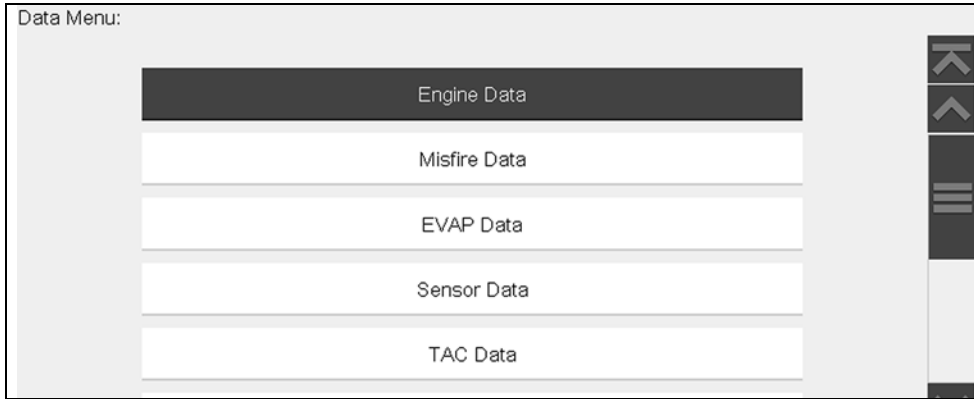 Data Menu:
Engine Data
Misfire Data
EVAP Data
Sensor Data
TAC Data